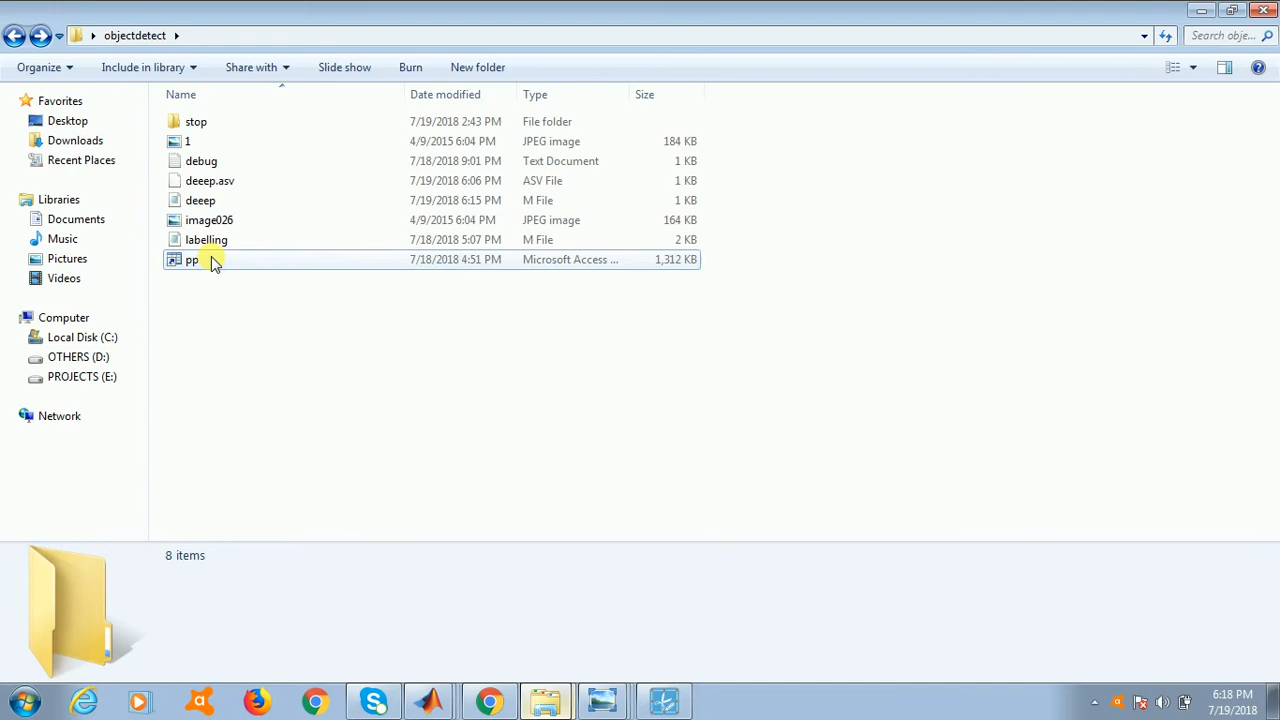 objectdetect
Search obje...
Organize Include in library Share with Slide show Burn New folder
Name Date modified Type Size
Favorites
Desktop
Downloads
Recent Places
Libraries
Documents
Music
Pictures
Videos
Computer
Local Disk (C:)
OTHERS (D:)
PROJECTS (E:)
Network
stop 7/19/2018 2:43 PM File folder
1 4/9/2015 6:04 PM JPEG image 184 KB
debug 7/18/2018 9:01 PM Text Document 1 KB
deeep.asv 7/19/2018 6:06 PM ASV File 1 KB
deeep 7/19/2018 6:15 PM M File 1 KB
image026 4/9/2015 6:04 PM JPEG image 164 KB
labelling 7/18/2018 5:07 PM M File 2 KB
pp 7/18/2018 4:51 PM Microsoft Access ... 1,312 KB
8 items
6:18 PM
7/19/2018